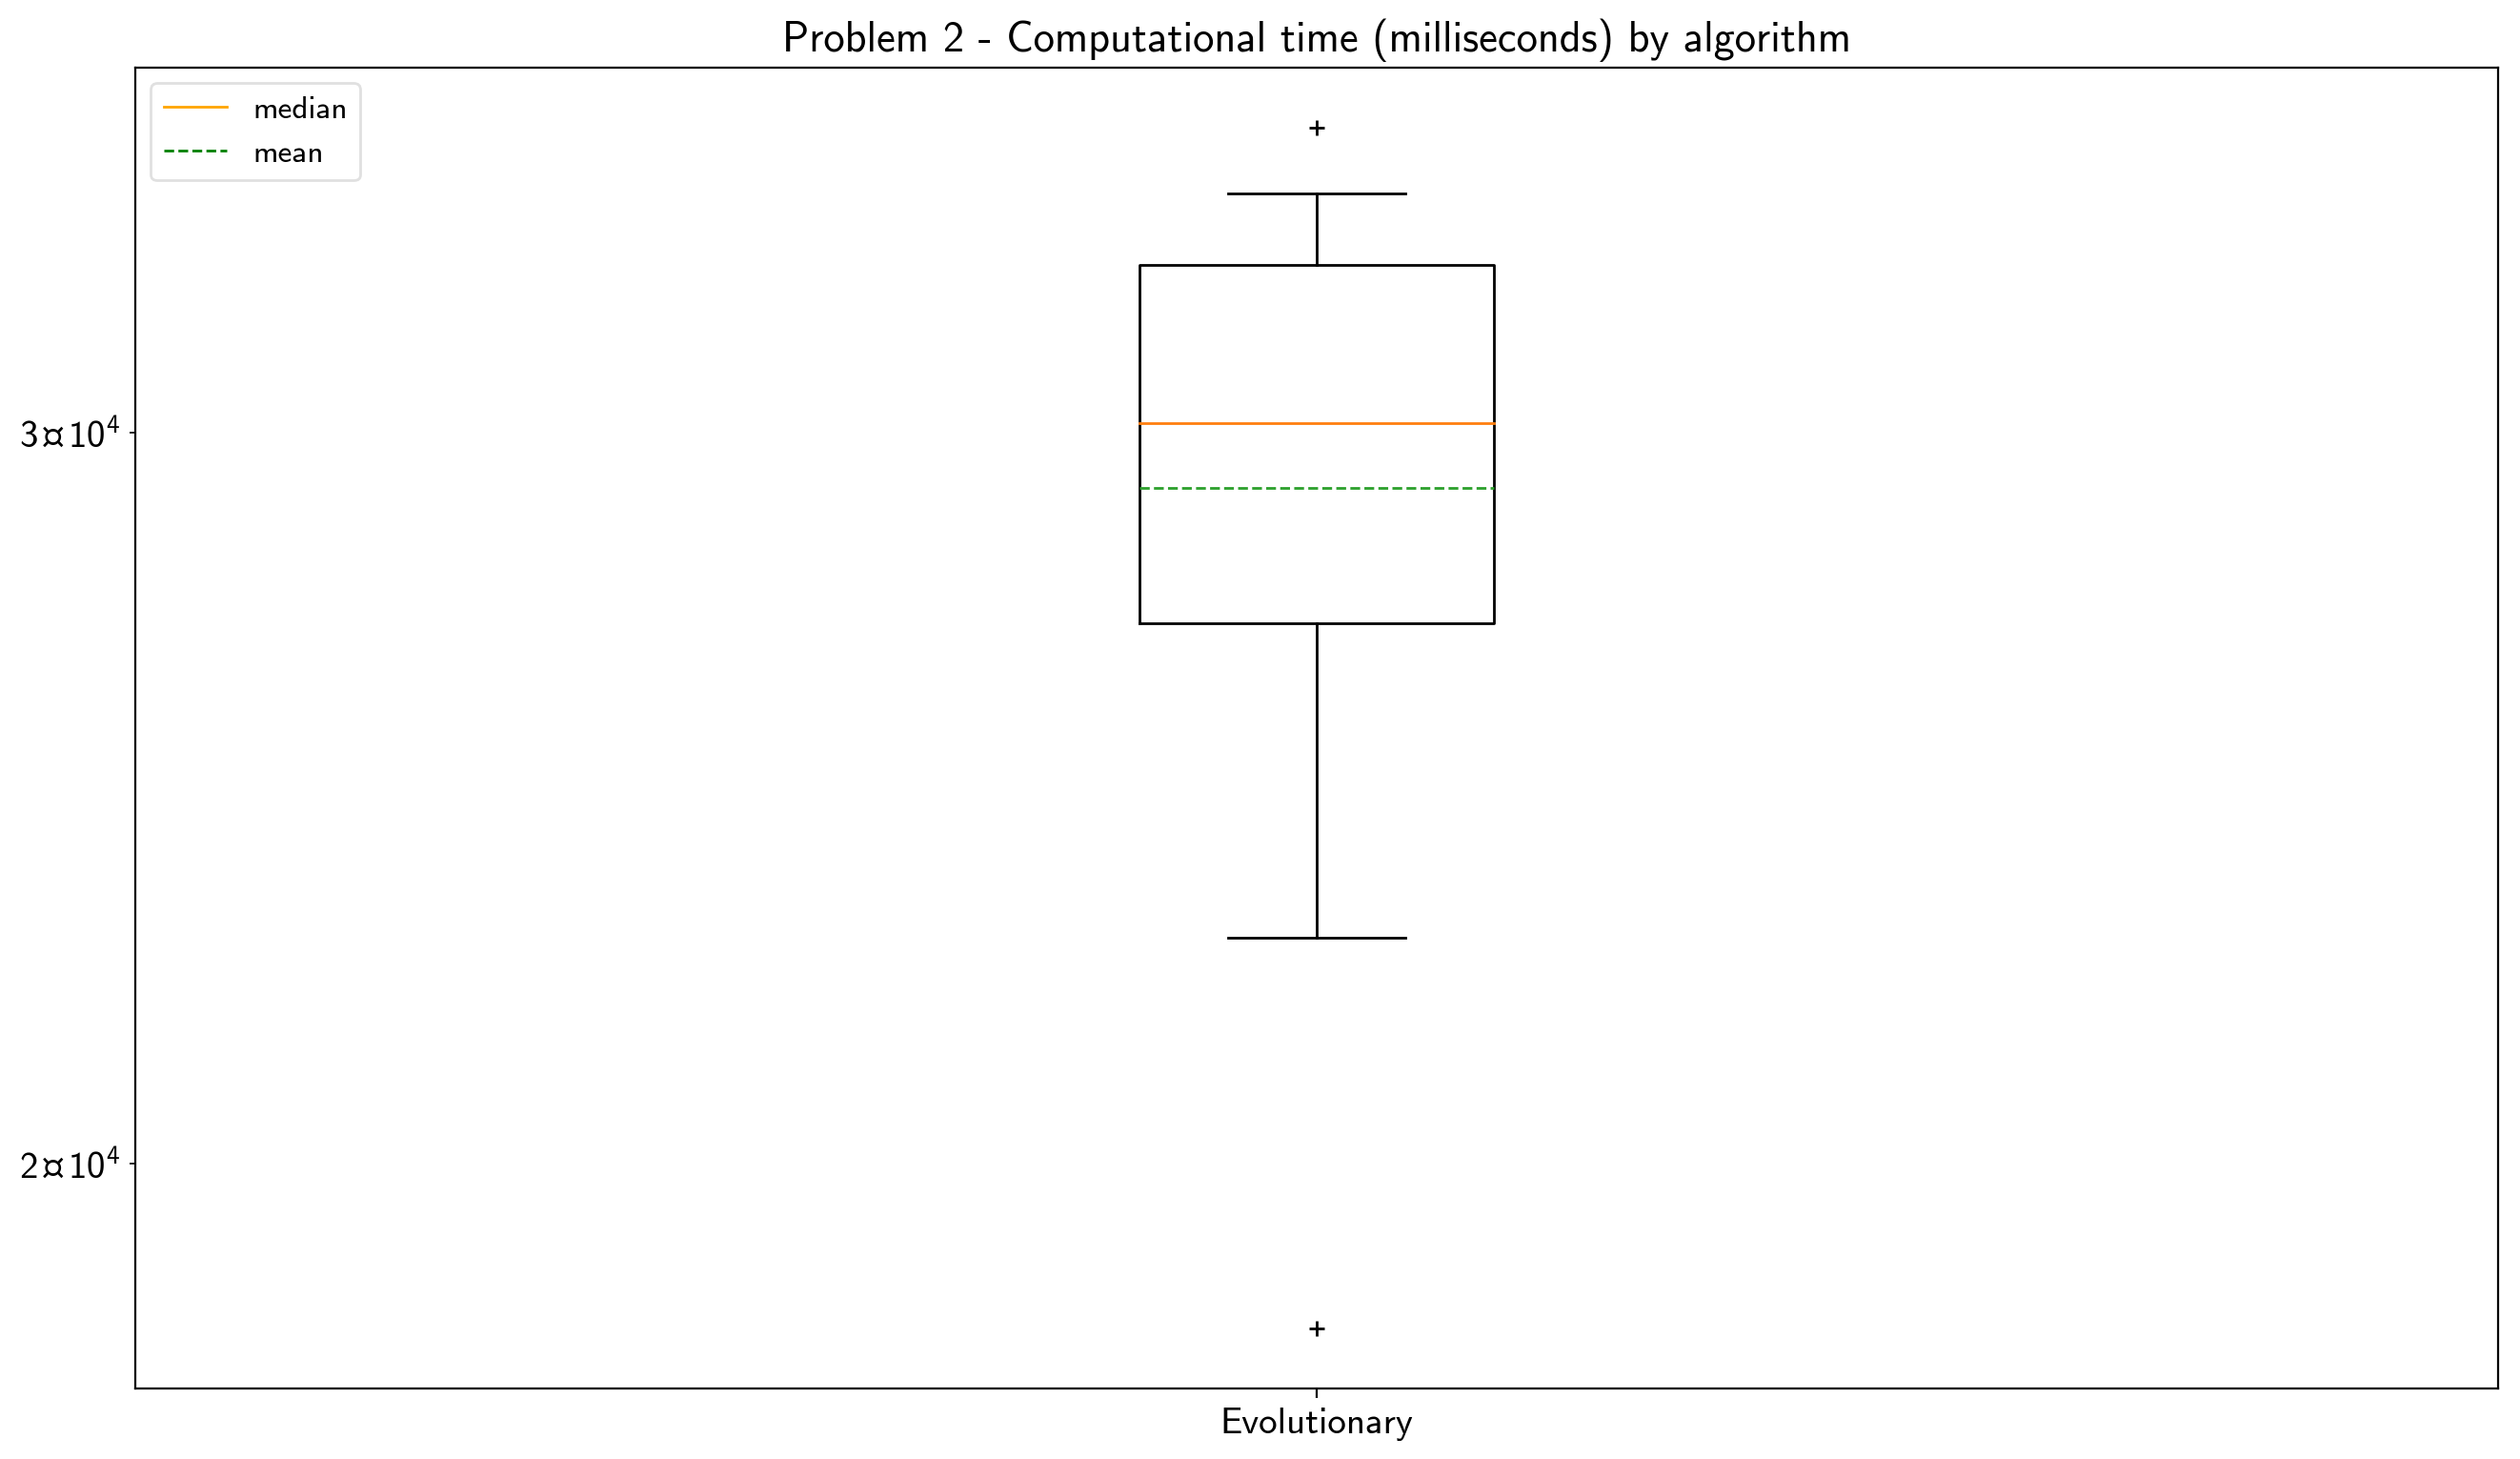 Problem 2 - Computational time (milliseconds) by algorithm
median
mean
3¤10⁴
2¤10⁴
Evolutionary